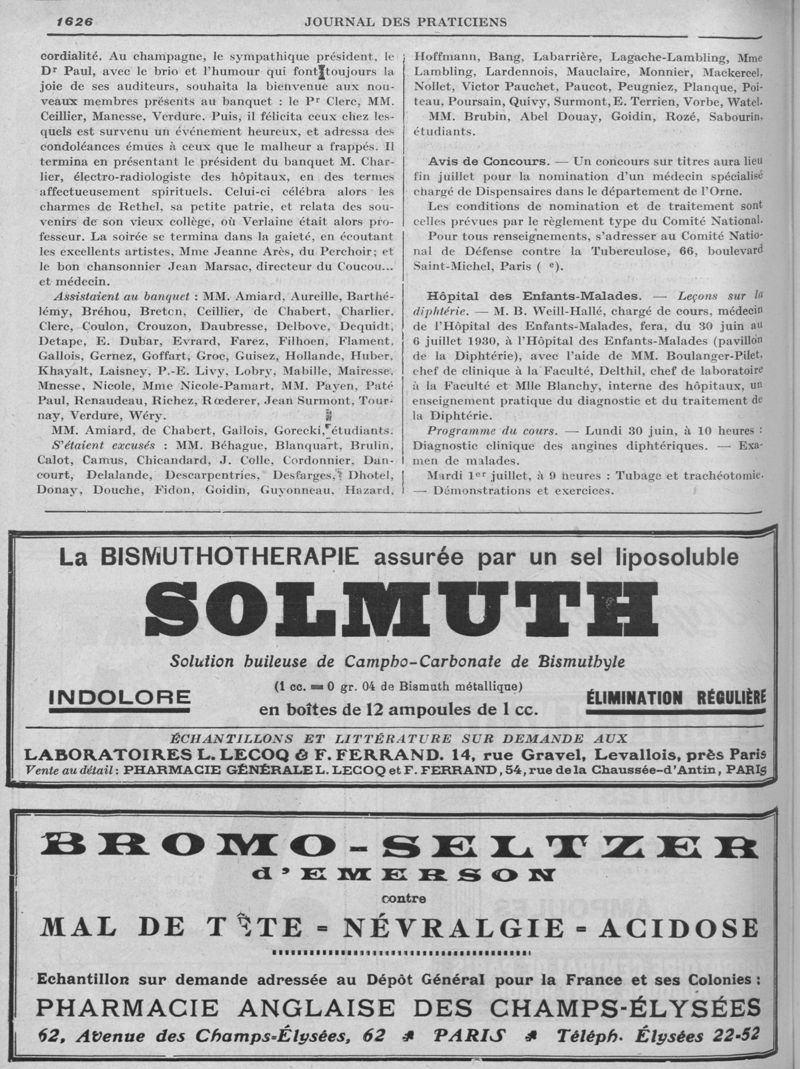 1626
JOURNAL DES PRATICIENS
cordialité. Au champagne, le sympathique président, le
Dr Paul, avec le brio et l'humour qui font toujours la
joie de ses auditeurs, souhaita la bienvenue aux nou-
veaux membres présents au banquet : le Pr Clerc, MM.
Ceillier, Manesse, Verdure. Puis, il félicita ceux chez les-
quels est survenu un événement heureux, et adressa des
condoléances émues à ceux que le malheur a frappés. Il
termina en présentant le président du banquet M. Char-
lier, électro-radiologiste des hôpitaux, en des termes
affectueusement spirituels. Celui-ci célébra alors les
charmes de Rethel, sa petite patrie, et relata des sou-
venirs de son vieux collège, où Verlaine était alors pro-
fesseur. La soirée se termina dans la gaieté, en écoutant
les excellents artistes, Mme Jeanne Arès, du Perchoir; et
le bon chansonnier Jean Marsac, directeur du Coucou...
et médecin.
Assistaient au banquet : MM. Amiard, Aureille, Barthé-
lémy, Bréhou, Breton, Ceillier, de Chabert, Charlier,
Clerc, Coulon, Crouzon, Daubresse, Delbove, Dequidt,
Detape, E. Dubar, Evrard, Farez, Filhoen, Flament,
Gallois, Gernez, Goffart, Groc, Guisez, Hollande, Huber,
Khayalt, Laisney, P.-E. Livy, Lobry, Mabille, Mairesse,
Mnesse, Nicole, Mme Nicole-Pamart, MM. Payen, Paté
Paul, Renaudeau, Richez, Rœderer, Jean Surmont, Tour-
nay, Verdure, Wéry.
MM. Amiard, de Chabert, Gallois, Gorecki, étudiants.
S'étaient excusés : MM. Béhague, Blanquart, Brulin,
Calot, Camus, Chicandard, J. Colle, Cordonnier, Dan-
court, Delalande, Descarpentries, Desfarges, Dhotel,
Donay, Douche, Fidon, Goidin, Guyonneau, Hazard,
Hoffmann, Bang, Labarrière, Lagache-Lambling, Mme
Lambling, Lardennois, Mauclaire, Monnier, Mackereel,
Nollet, Victor Pauchet, Paucot, Peugniez, Planque, Poi-
teau, Poursain, Quivy, Surmont, E. Terrien, Vorbe, Watel.
MM. Brubin, Abel Douay, Goidin, Rozé, Sabourin,
étudiants.
Avis de Concours. — Un concours sur titres aura lieu
fin juillet pour la nomination d'un médecin spécialisé
chargé de Dispensaires dans le département de l'Orne.
Les conditions de nomination et de traitement sont
celles prévues par le règlement type du Comité National.
Pour tous renseignements, s'adresser au Comité Natio-
nal de Défense contre la Tuberculose, 66, boulevard
Saint-Michel, Paris ( e).
Hôpital des Enfants-Malades. — Leçons sur la
diphtérie. — M. B. Weill-Hallé, chargé de cours, médecin
de l'Hôpital des Enfants-Malades, fera, du 30 juin au
6 juillet 1930, à l'Hôpital des Enfants-Malades (pavillon
de la Diphtérie), avec l'aide de MM. Boulanger-Pilet,
chef de clinique à la Faculté, Delthil, chef de laboratoire
à la Faculté et Mlle Blanchy, interne des hôpitaux, un
enseignement pratique du diagnostic et du traitement de
la Diphtérie.
Programme du cours. — Lundi 30 juin, à 10 heures :
Diagnostic clinique des angines diphtériques. — Exa-
men de malades.
Mardi 1er juillet, à 9 heures : Tubage et trachéotomie.
— Démonstrations et exercices.
La BISMUTHOTHERAPIE assurée par un sel liposoluble
SOLMUTH
Solution huileuse de Campho-Carbonate de Bismuthyle
INDOLORE
(1 cc. = 0 gr. 04 de Bismuth métallique)
en boîtes de 12 ampoules de 1 cc.
ÉLIMINATION RÉGULIÈRE
ÉCHANTILLONS ET LITTÉRATURE SUR DEMANDE AUX
LABORATOIRES L. LECOQ & F. FERRAND. 14, rue Gravel, Levallois, près Paris
Vente au détail : PHARMACIE GÉNÉRALE L. LECOQ et F. FERRAND, 54, rue de la Chaussée-d'Antin, PARIS
BROMO-SELTZER
d'EMERSON
contre
MAL DE TÊTE = NÉVRALGIE = ACIDOSE
Echantillon sur demande adressée au Dépôt Général pour la France et ses Colonies :
PHARMACIE ANGLAISE DES CHAMPS-ÉLYSÉES
62, Avenue des Champs-Élysées, 62 PARIS Téléph. Élysées 22-52